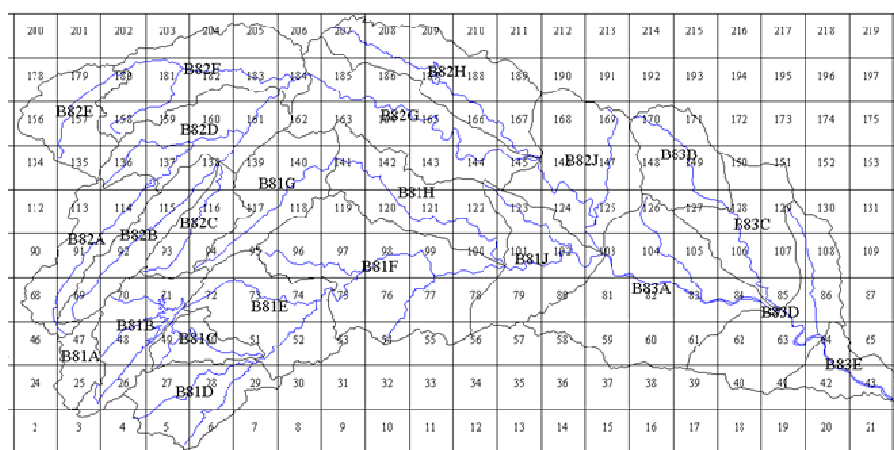 200 201 202 203 204 205 206 207 208 209 210 211 212 213 214 215 216 217 218 219
178 179 180 181 182 183 184 185 186 188 189 190 191 192 193 194 195 196 197
B82F B82H
156 157 158 159 160 161 162 163 165 166 167 168 169 170 171 172 173 174 175
B82E B82D B82G
134 135 136 137 138 139 140 141 142 143 144 145 147 148 149 150 151 152 153
B81G B81H B82J B83B
112 113 114 115 116 117 118 119 120 121 122 123 124 125 126 127 128 129 130 131
B82A B82B B82C B83C
90 91 92 93 94 95 96 97 98 99 100 101 102 103 104 105 106 107 108 109
B81F B81J
68 69 70 71 72 73 74 75 76 77 78 79 80 81 82 83 84 85 86 87
B81B B81E B83A B83D
46 47 48 49 51 52 53 54 55 56 57 58 59 60 61 62 63 64 65
B81A B81C B83E
24 25 26 27 28 29 30 31 32 33 34 35 36 37 38 39 40 41 42 43
B81D
1 3 4 5 6 7 8 9 10 11 12 13 14 15 16 17 18 19 20 21